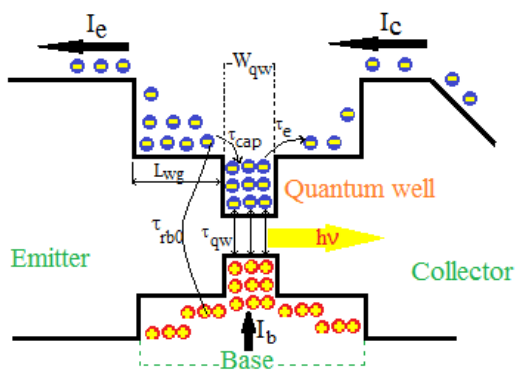 Ie
Ic
Wqw
τcap
τe
Lwg
Quantum well
τrb0
τqw
hν
Emitter
Collector
Ib
Base